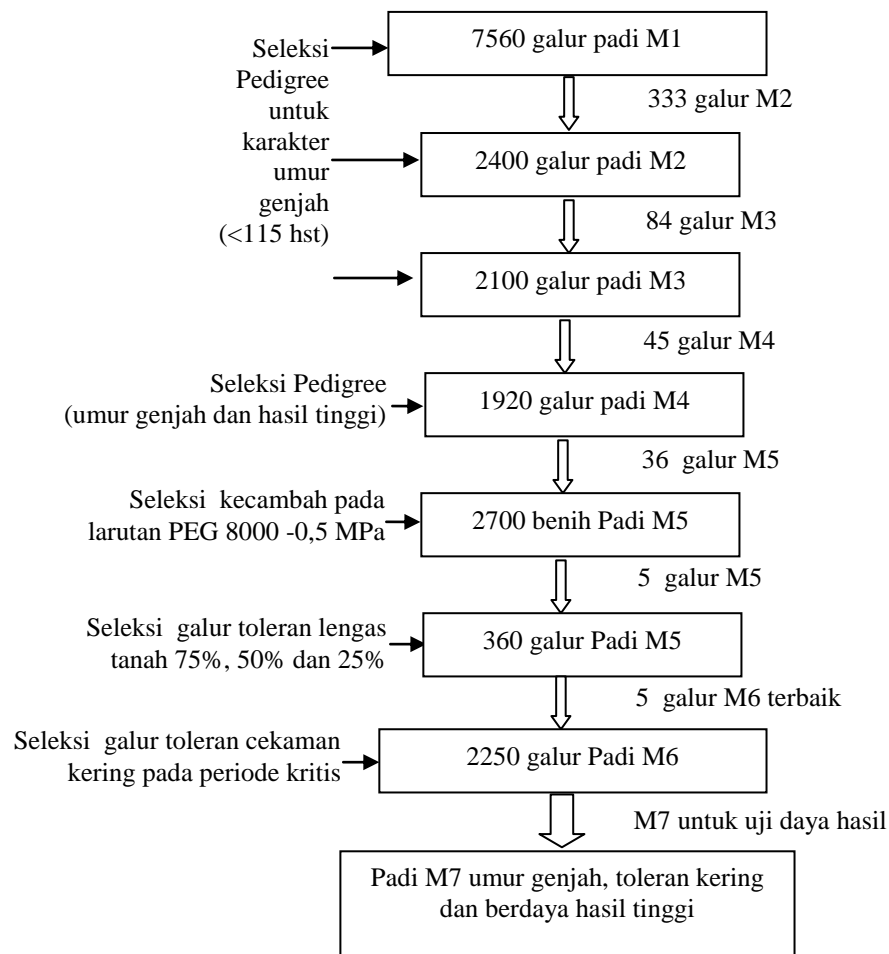 7560 galur padi M1
Seleksi
Pedigree
untuk
karakter
umur
genjah
(<115 hst)
333 galur M2
2400 galur padi M2
84 galur M3
2100 galur padi M3
45 galur M4
Seleksi Pedigree
(umur genjah dan hasil tinggi)
1920 galur padi M4
36 galur M5
Seleksi kecambah pada
larutan PEG 8000 -0,5 MPa
2700 benih Padi M5
5 galur M5
Seleksi galur toleran lengas
tanah 75%, 50% dan 25%
360 galur Padi M5
5 galur M6 terbaik
Seleksi galur toleran cekaman
kering pada periode kritis
2250 galur Padi M6
M7 untuk uji daya hasil
Padi M7 umur genjah, toleran kering
dan berdaya hasil tinggi